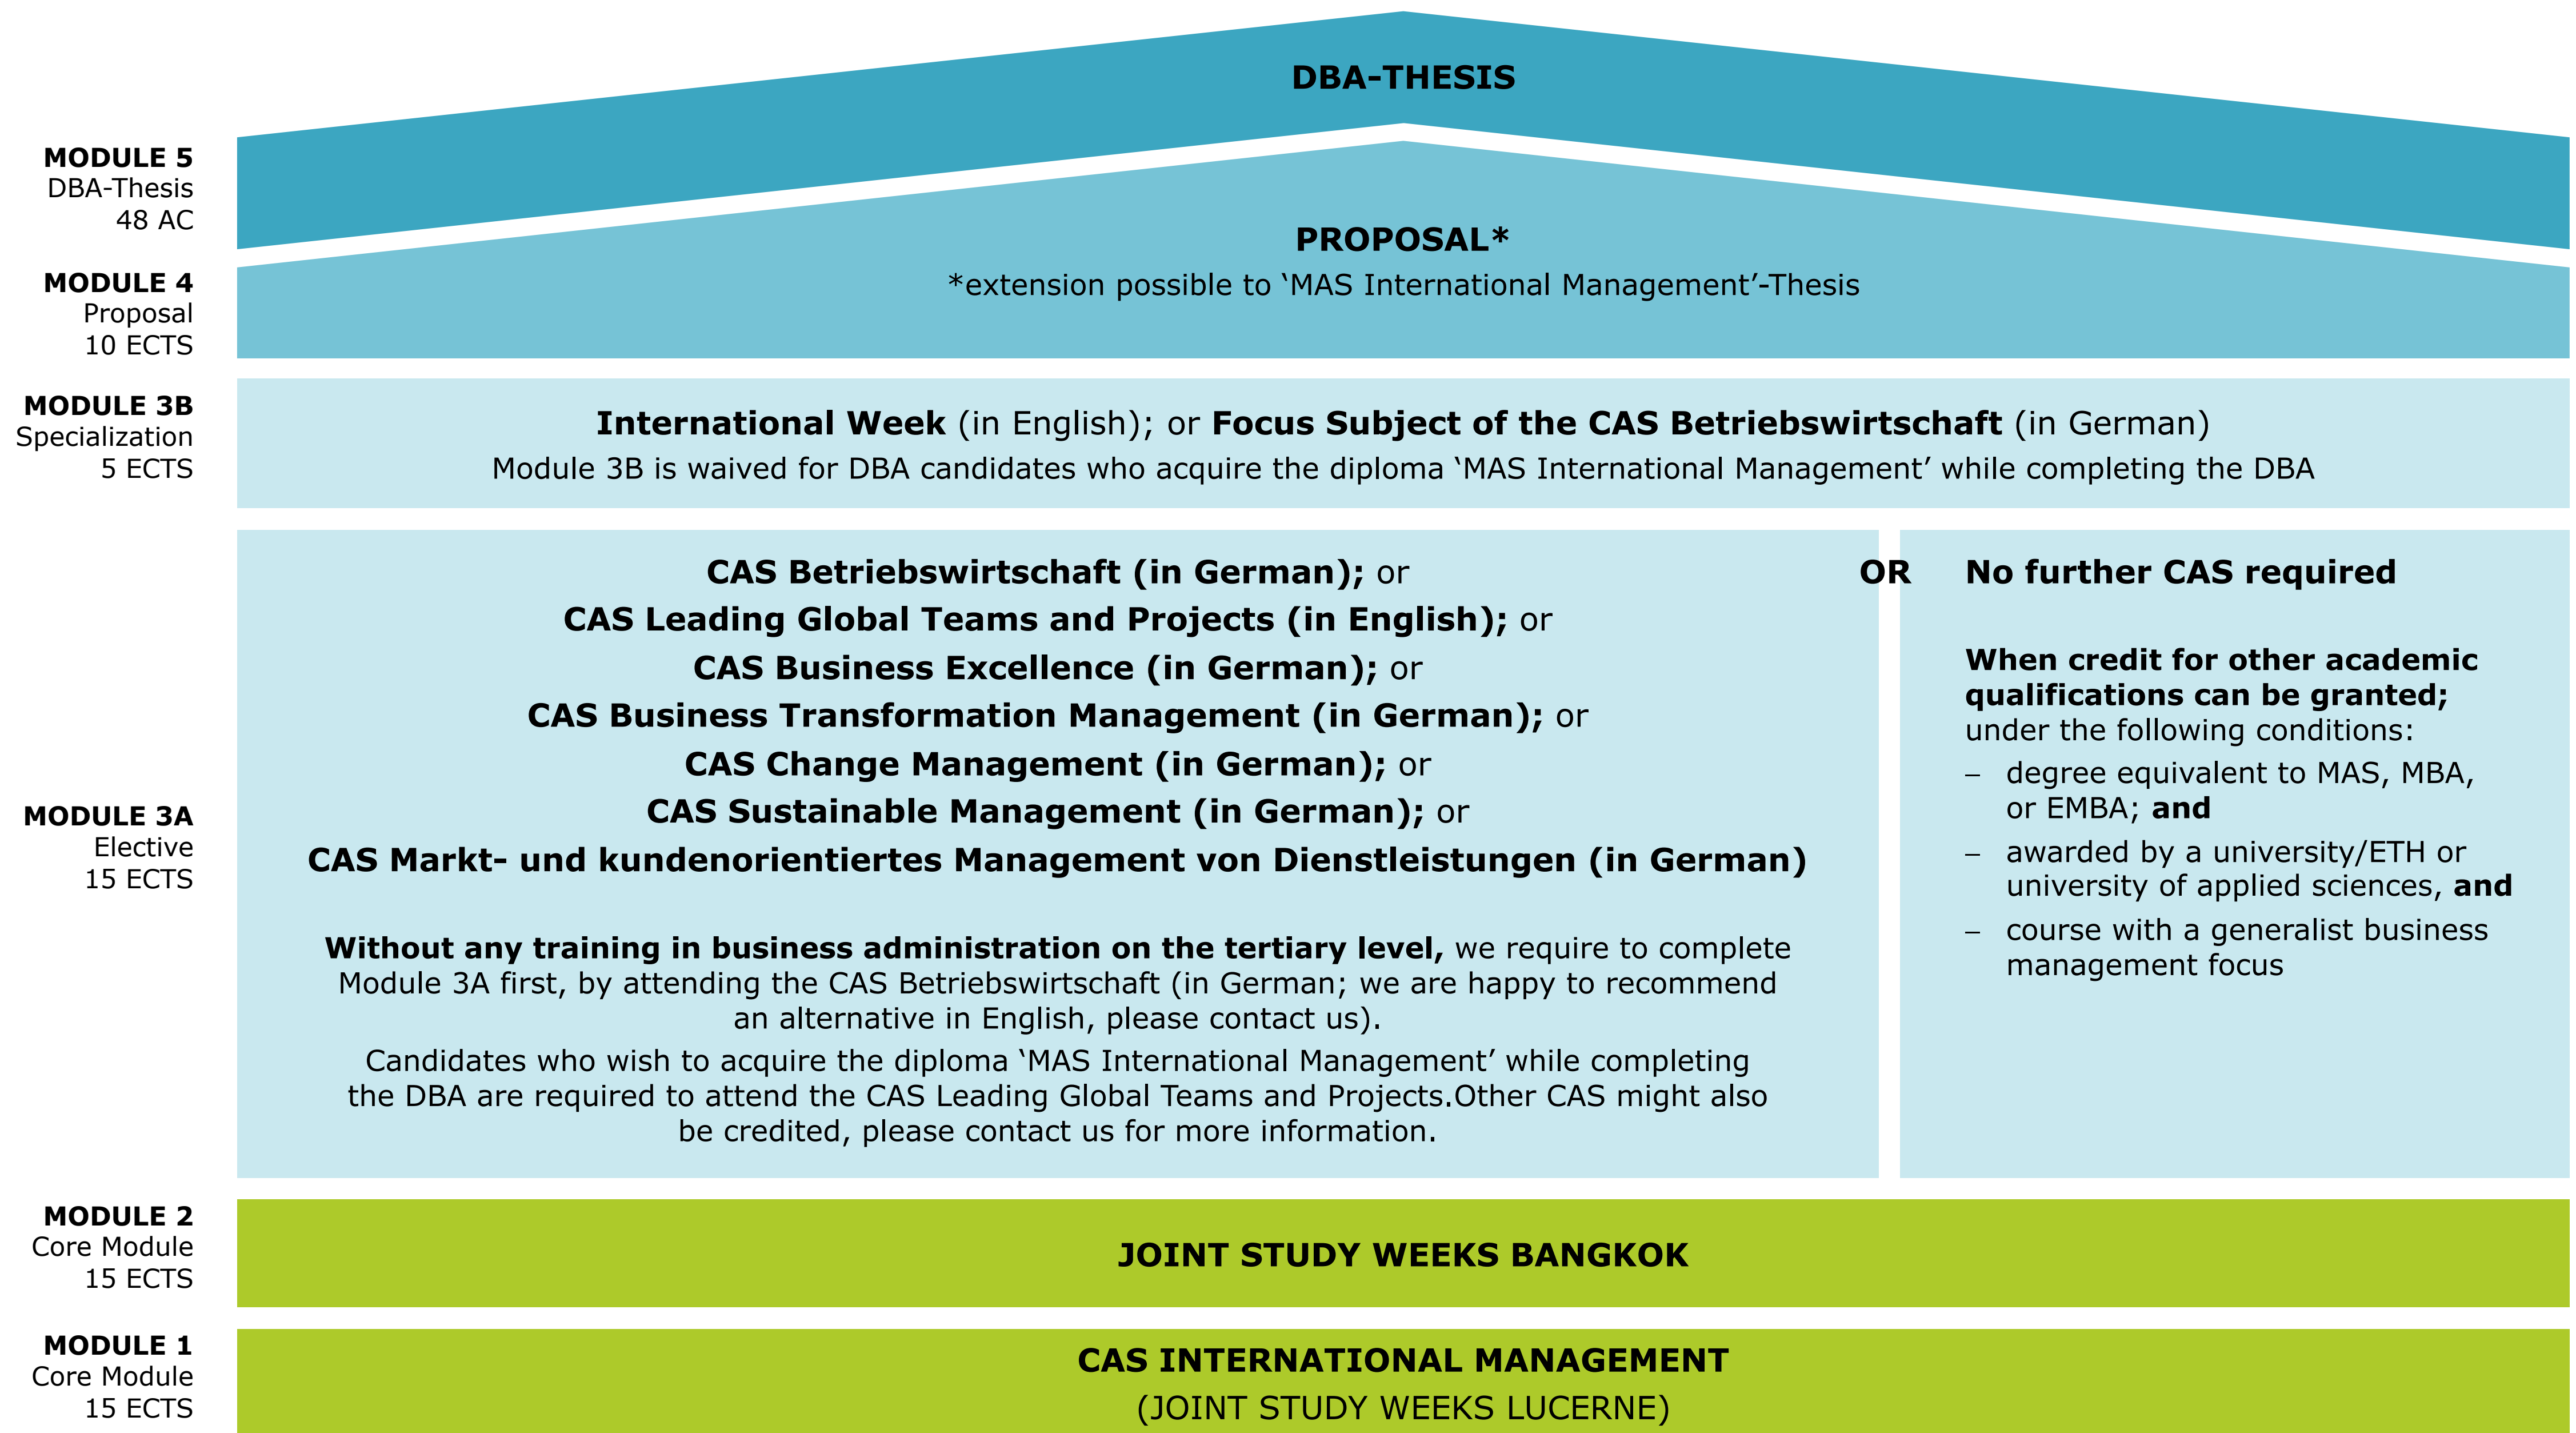 DBA-THESIS
MODULE 5
DBA-Thesis
48 AC
PROPOSAL*
*extension possible to ‘MAS International Management’-Thesis
MODULE 4
Proposal
10 ECTS
MODULE 3B
Specialization
5 ECTS
International Week (in English); or Focus Subject of the CAS Betriebswirtschaft (in German)
Module 3B is waived for DBA candidates who acquire the diploma ‘MAS International Management’ while completing the DBA
MODULE 3A
Elective
15 ECTS
CAS Betriebswirtschaft (in German); or
CAS Leading Global Teams and Projects (in English); or
CAS Business Excellence (in German); or
CAS Business Transformation Management (in German); or
CAS Change Management (in German); or
CAS Sustainable Management (in German); or
CAS Markt- und kundenorientiertes Management von Dienstleistungen (in German)
Without any training in business administration on the tertiary level, we require to complete
Module 3A first, by attending the CAS Betriebswirtschaft (in German; we are happy to recommend
an alternative in English, please contact us).
Candidates who wish to acquire the diploma ‘MAS International Management’ while completing
the DBA are required to attend the CAS Leading Global Teams and Projects.Other CAS might also
be credited, please contact us for more information.
OR
No further CAS required
When credit for other academic
qualifications can be granted;
under the following conditions:
– degree equivalent to MAS, MBA,
or EMBA; and
– awarded by a university/ETH or
university of applied sciences, and
– course with a generalist business
management focus
MODULE 2
Core Module
15 ECTS
JOINT STUDY WEEKS BANGKOK
MODULE 1
Core Module
15 ECTS
CAS INTERNATIONAL MANAGEMENT
(JOINT STUDY WEEKS LUCERNE)